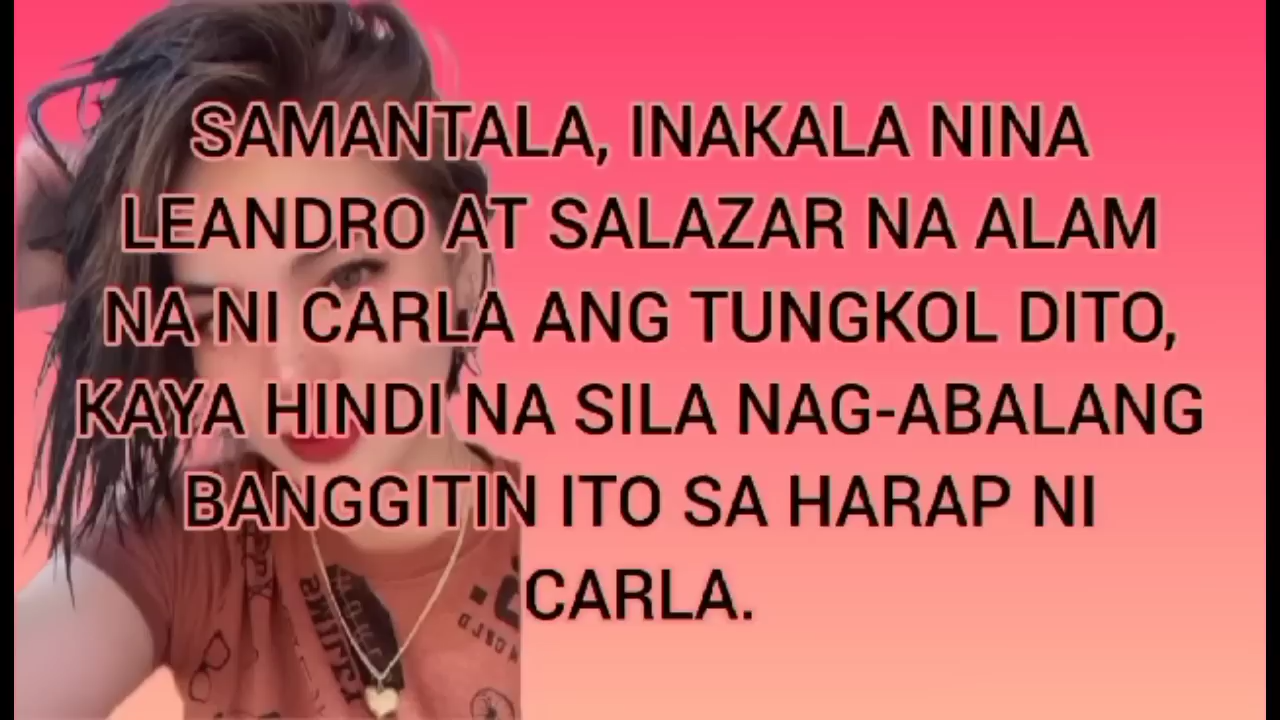 SAMANTALA, INAKALA NINA
LEANDRO AT SALAZAR NA ALAM
NA NI CARLA ANG TUNGKOL DITO,
KAYA HINDI NA SILA NAG-ABALANG
BANGGITIN ITO SA HARAP NI
CARLA.